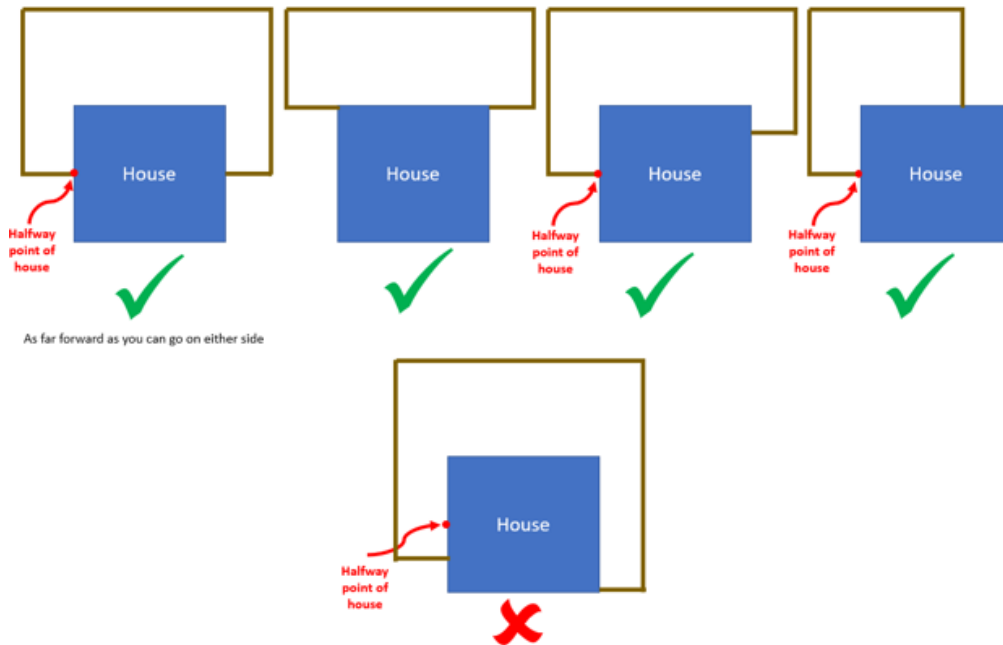 House
House
House
House
Halfway
point of
house
Halfway
point of
house
Halfway
point of
house
As far forward as you can go on either side
House
Halfway
point of
house